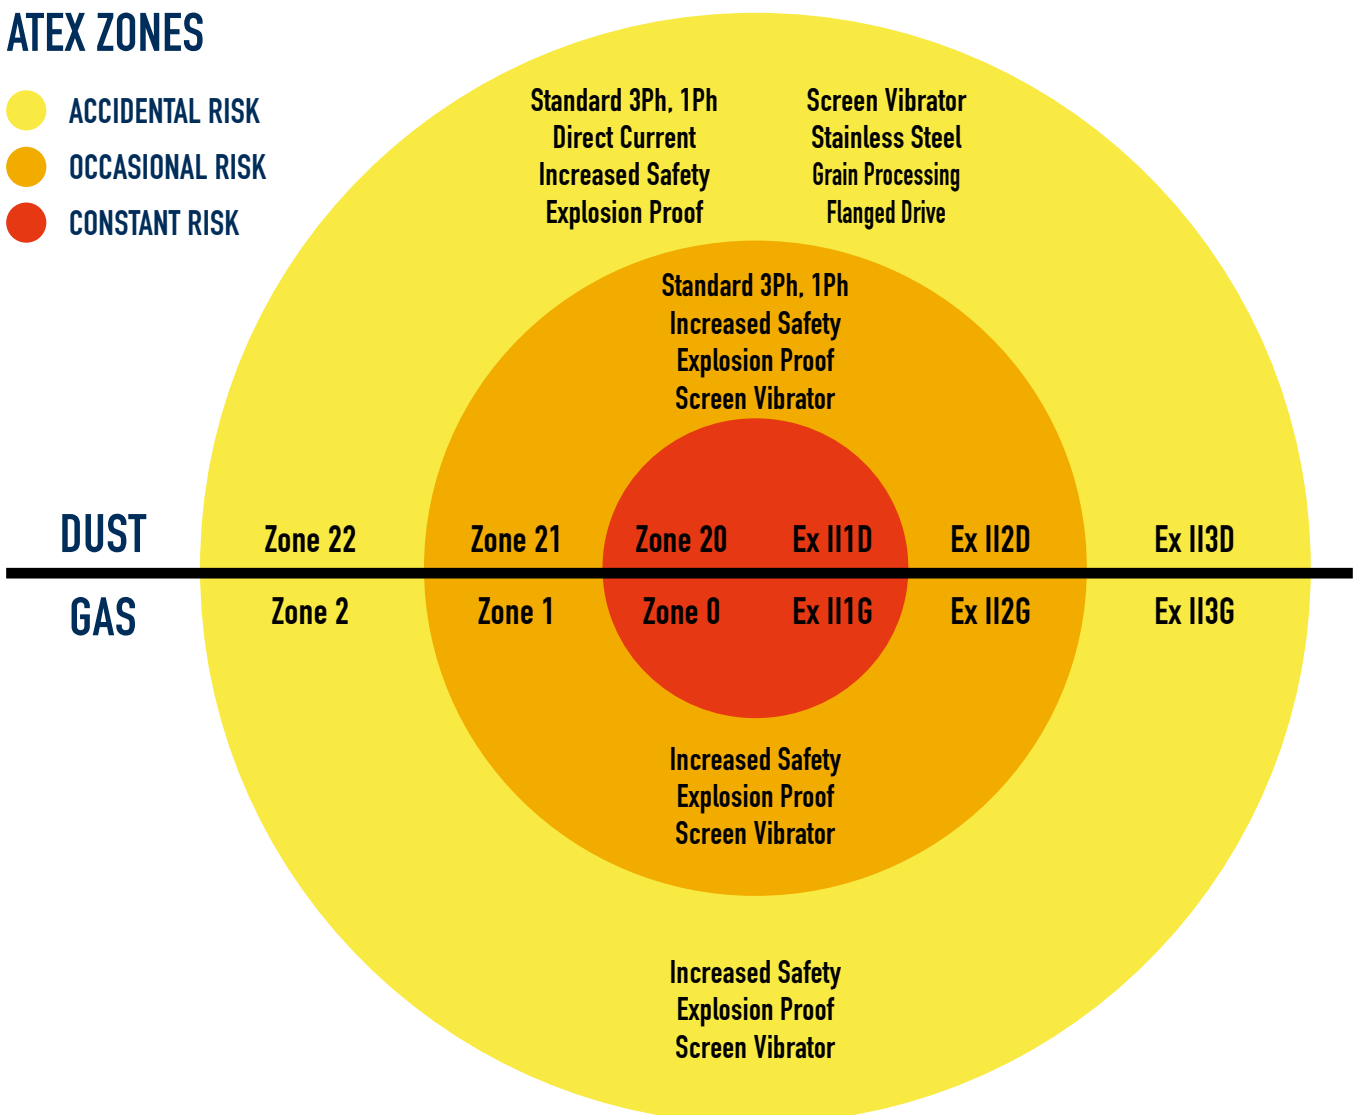 ATEX ZONES
ACCIDENTAL RISK
OCCASIONAL RISK
CONSTANT RISK
Standard 3Ph, 1Ph
Direct Current
Increased Safety
Explosion Proof
Screen Vibrator
Stainless Steel
Grain Processing
Flanged Drive
Standard 3Ph, 1Ph
Increased Safety
Explosion Proof
Screen Vibrator
DUST
Zone 22
Zone 21
Zone 20
Ex II1D
Ex II2D
Ex II3D
GAS
Zone 2
Zone 1
Zone 0
Ex II1G
Ex II2G
Ex II3G
Increased Safety
Explosion Proof
Screen Vibrator
Increased Safety
Explosion Proof
Screen Vibrator